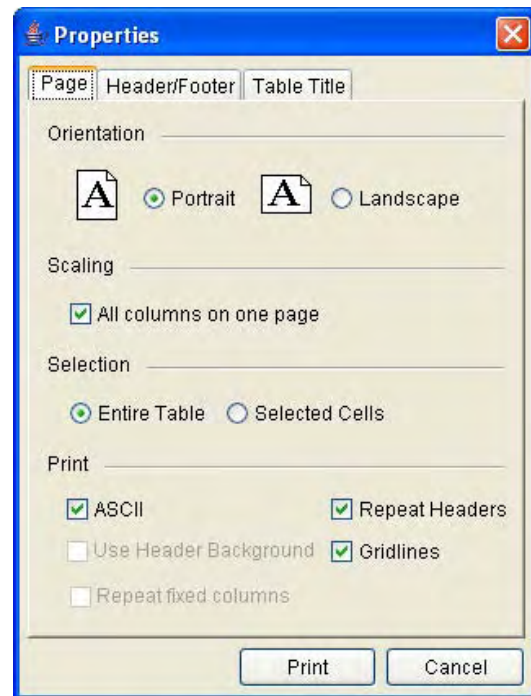 Properties
Page Header/Footer Table Title
Orientation
A Portrait A Landscape
Scaling
All columns on one page
Selection
Entire Table Selected Cells
Print
ASCII Repeat Headers
Use Header Background Gridlines
Repeat fixed columns
Print Cancel